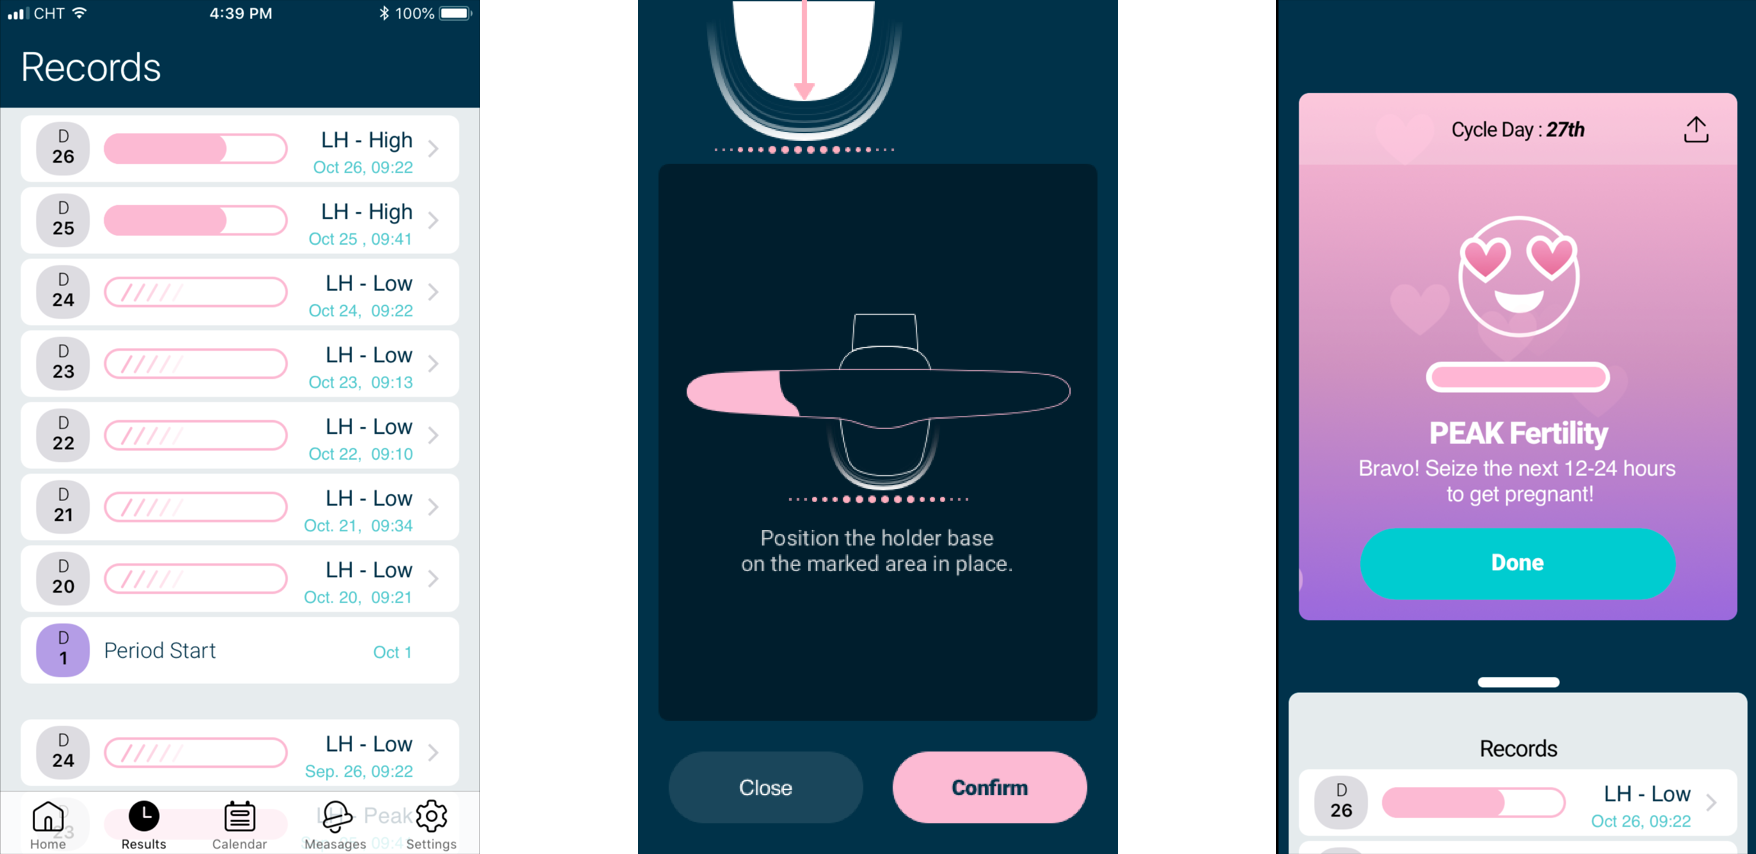 CHT
4:39 PM
100%
Records
D
26
LH - High
Oct 26, 09:22
D
25
LH - High
Oct 25 , 09:41
D
24
LH - Low
Oct 24, 09:22
D
23
LH - Low
Oct 23, 09:13
D
22
LH - Low
Oct 22, 09:10
D
21
LH - Low
Oct. 21, 09:34
D
20
LH - Low
Oct. 20, 09:21
D
1
Period Start
Oct 1
D
24
LH - Low
Sep. 26, 09:22
23
LH - Peak
Home
Results
Calendar
Measages
Settings
Position the holder base
on the marked area in place.
Close
Confirm
Cycle Day : 27th
PEAK Fertility
Bravo! Seize the next 12-24 hours
to get pregnant!
Done
Records
D
26
LH - Low
Oct 26, 09:22